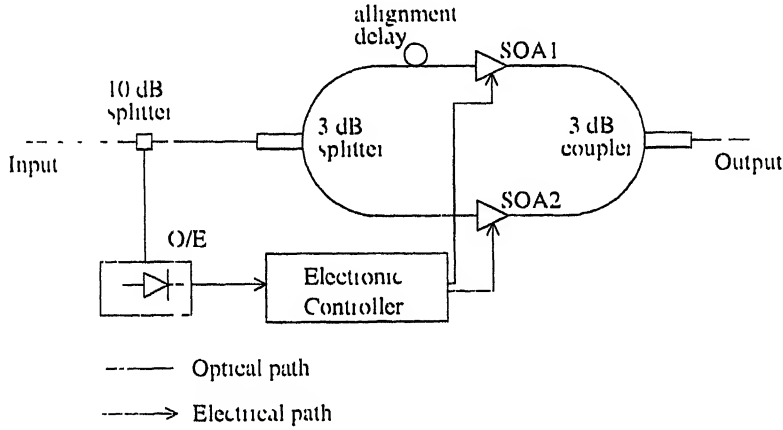 allignment
delay
SOA1
10 dB
splitter
3 dB
splitter
3 dB
coupler
Input
Output
SOA2
O/E
Electronic
Controller
Optical path
Electrical path